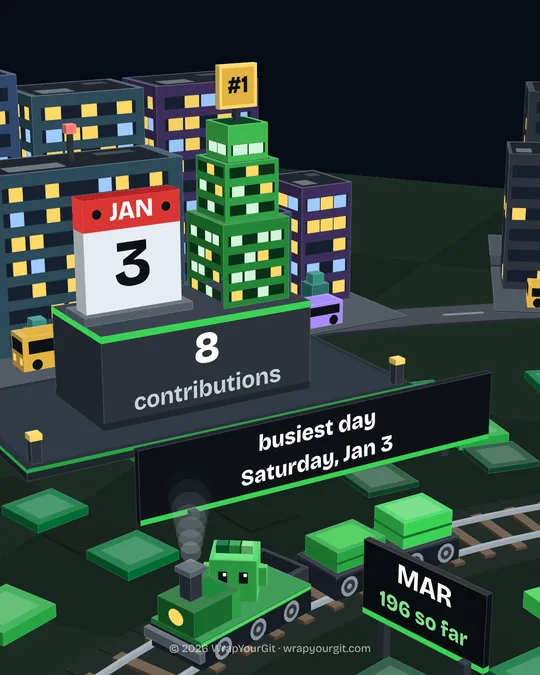 #1
JAN
3
8
contributions
busiest day
Saturday, Jan 3
MAR
196 so far
© 2026 WrapYourGit · wrapyourgit.com